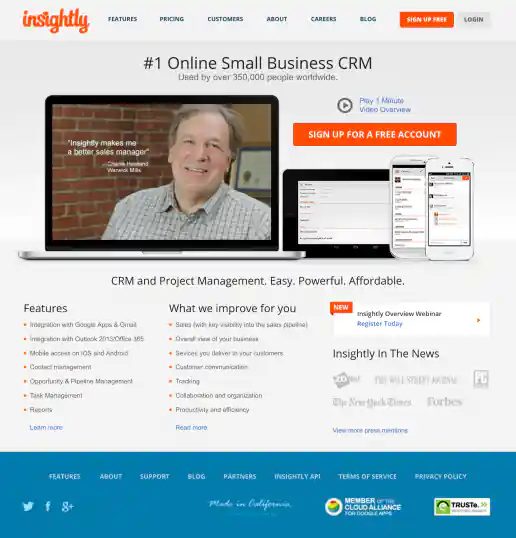 insightly
FEATURES PRICING CUSTOMERS ABOUT CAREERS BLOG SIGN UP FREE LOGIN
#1 Online Small Business CRM
Used by over 350,000 people worldwide.
"Insightly makes me
a better sales manager"
Warwick Mills
Play 1 Minute
Video Overview
SIGN UP FOR A FREE ACCOUNT
CRM and Project Management. Easy. Powerful. Affordable.
Features
Integration with Google Apps & Gmail
Integration with Outlook 2013/Office 365
Mobile access on iOS and Android
Contact management
Opportunity & Pipeline Management
Task Management
Reports
Learn more
What we improve for you
Sales (with key visibility into the sales pipeline)
Overall view of your business
Sevices you deliver to your customers
Customer communication
Tracking
Collaboration and organization
Productivity and efficiency
Read more
NEW
Insightly Overview Webinar
Register Today
Insightly In The News
ZDNet THE WALL STREET JOURNAL PC
The New York Times Forbes
View more press mentions
FEATURES ABOUT SUPPORT BLOG PARTNERS INSIGHTLY API TERMS OF SERVICE PRIVACY POLICY
Made in California.
MEMBER OF THE
CLOUD ALLIANCE
FOR GOOGLE APPS
TRUSTe